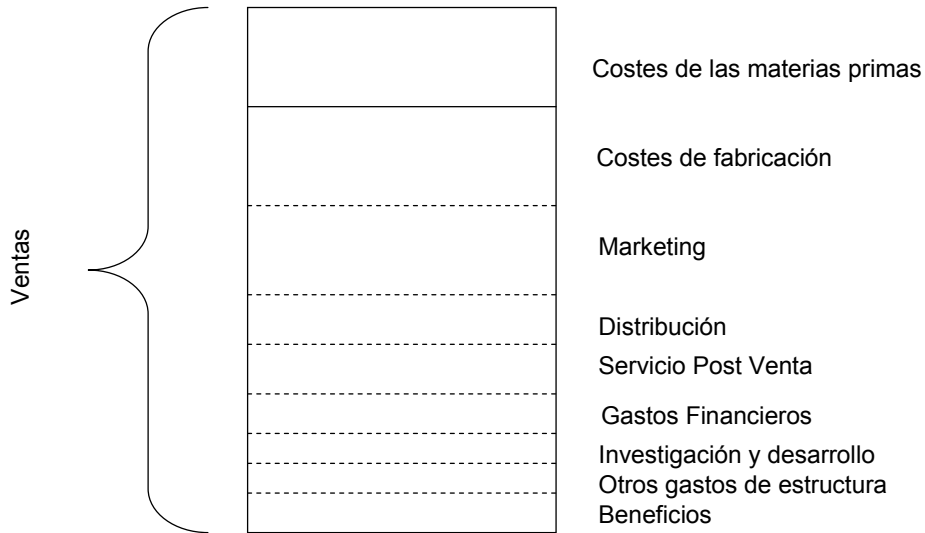 Ventas
Costes de las materias primas
Costes de fabricación
Marketing
Distribución
Servicio Post Venta
Gastos Financieros
Investigación y desarrollo
Otros gastos de estructura
Beneficios